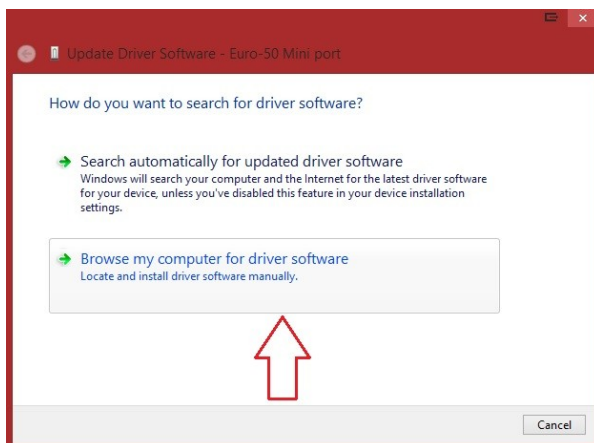 Update Driver Software - Euro-50 Mini port
How do you want to search for driver software?
Search automatically for updated driver software
Windows will search your computer and the Internet for the latest driver software
for your device, unless you've disabled this feature in your device installation
settings.
Browse my computer for driver software
Locate and install driver software manually.
Cancel